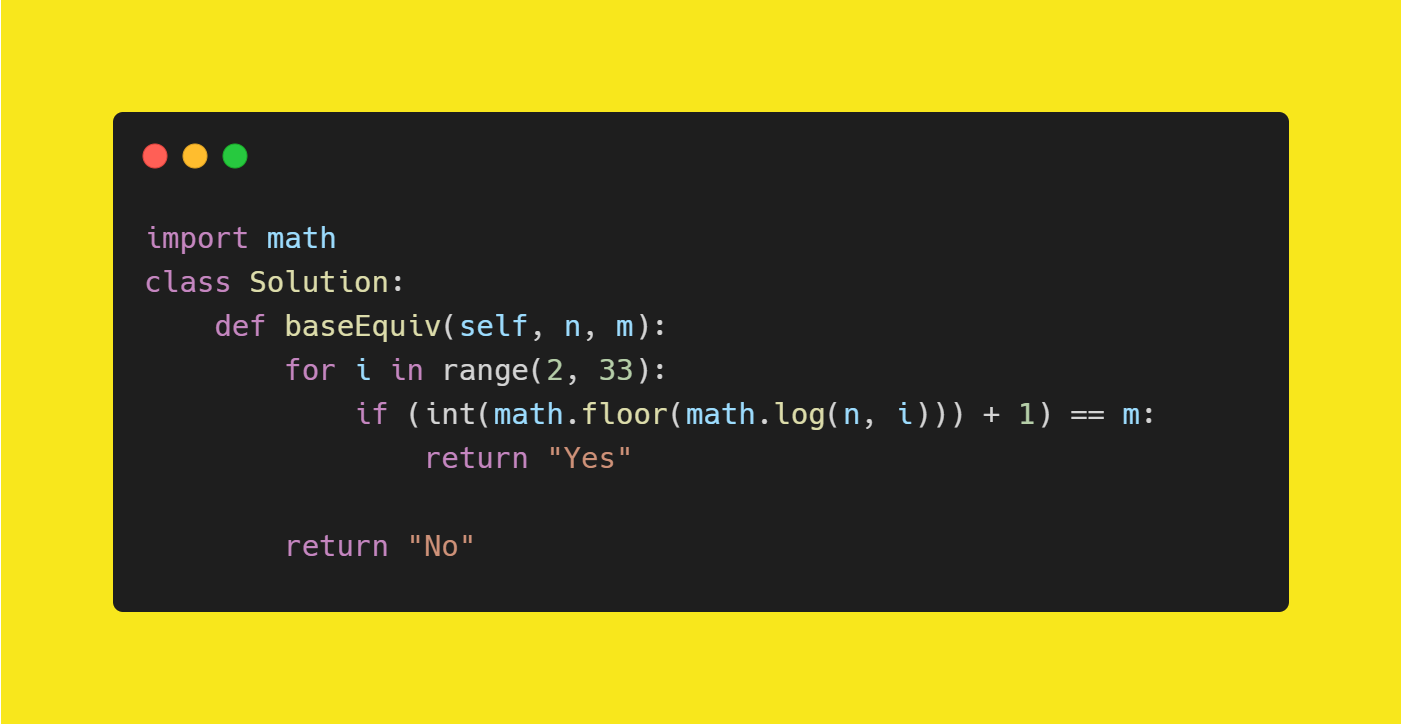 import math
class Solution:
    def baseEquiv(self, n, m):
        for i in range(2, 33):
            if (int(math.floor(math.log(n, i))) + 1) == m:
                return "Yes"

        return "No"